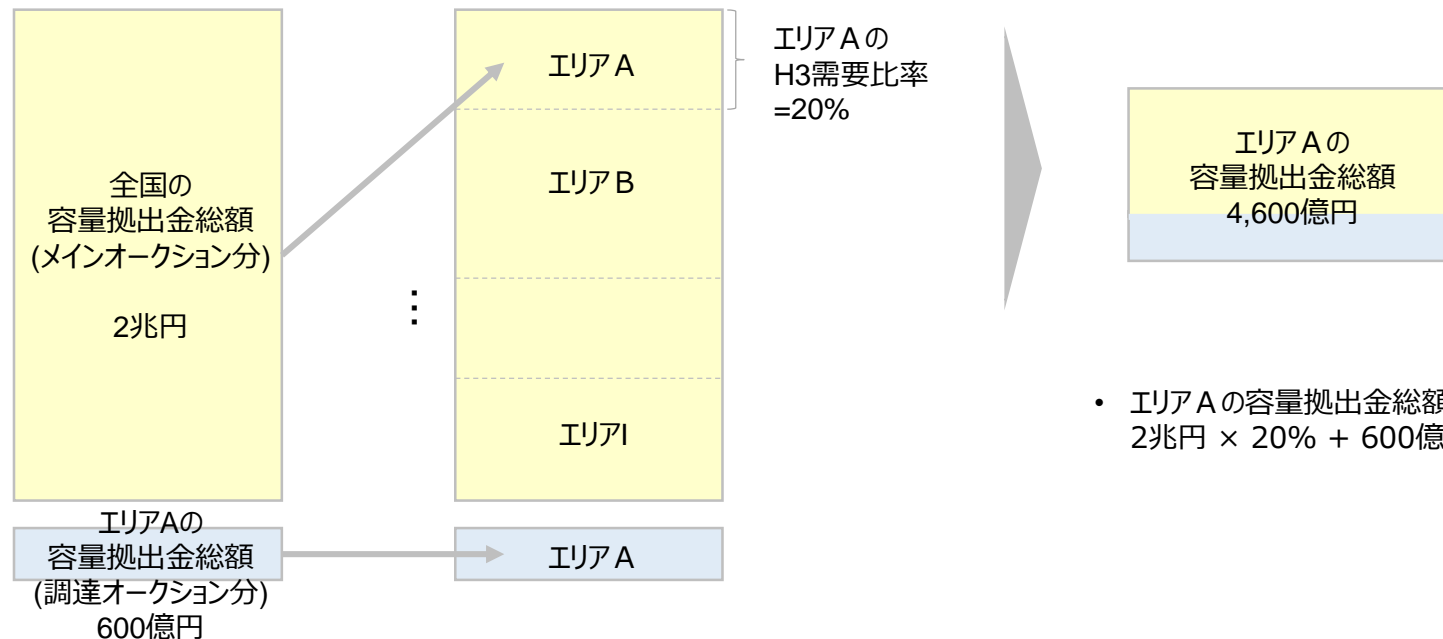 全国の
容量拠出金総額
(メインオークション分)
2兆円
エリアAの
容量拠出金総額
(調達オークション分)
600億円
⋮
エリアA
エリアB
エリアI
エリアA
エリアAの
H3需要比率
=20%
エリアAの
容量拠出金総額
4,600億円
• エリアAの容量拠出金総額
2兆円 × 20% + 600億